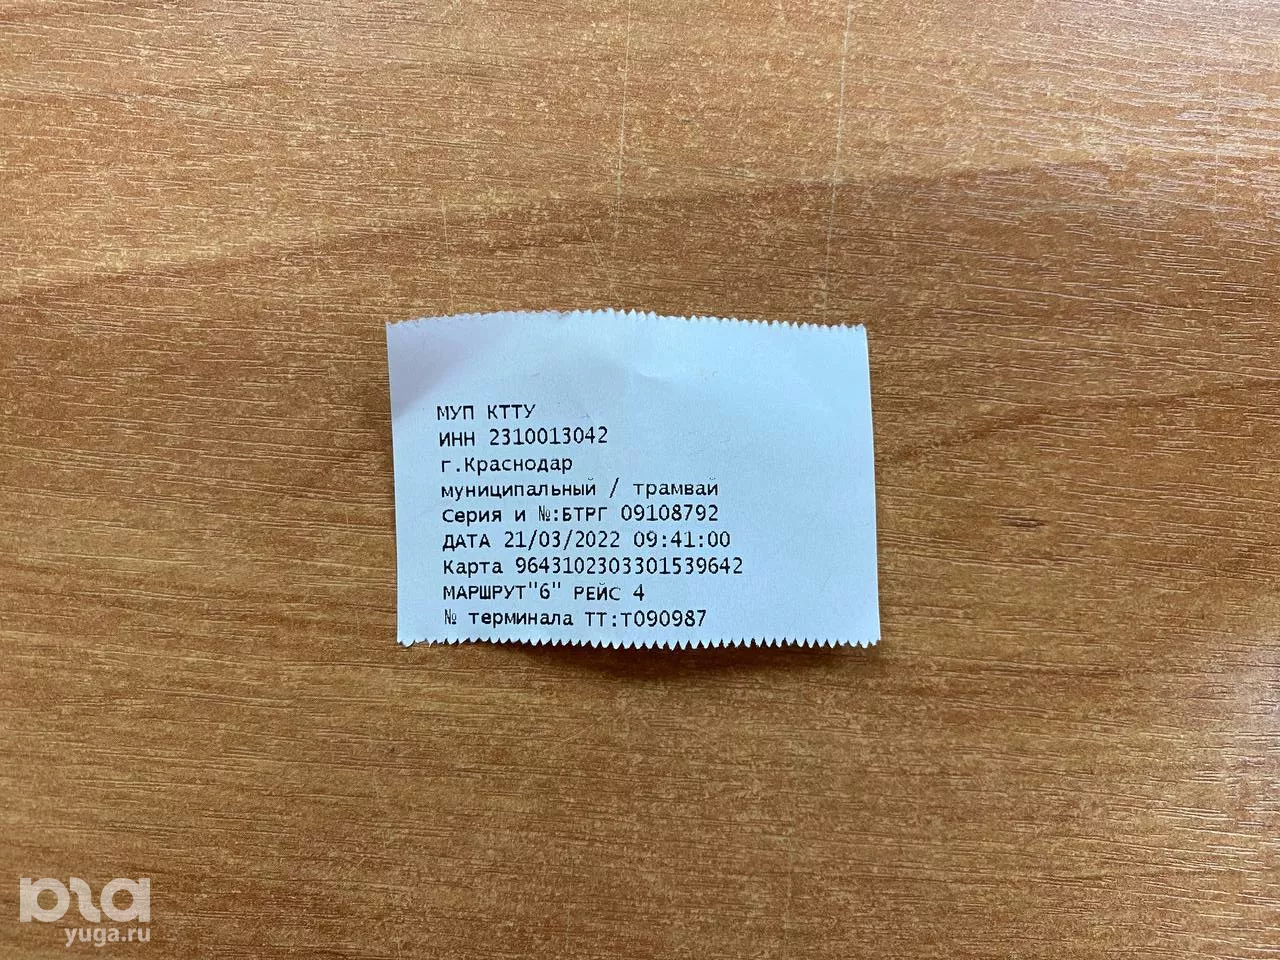 МУП КТТУ
ИНН 2310013042
г.Краснодар
муниципальный / трамвай
Серия и №:БТРГ 09108792
ДАТА 21/03/2022 09:41:00
Карта 9643102303301539642
МАРШРУТ"6" РЕЙС 4
№ терминала ТТ:Т090987
юга
yuga.ru